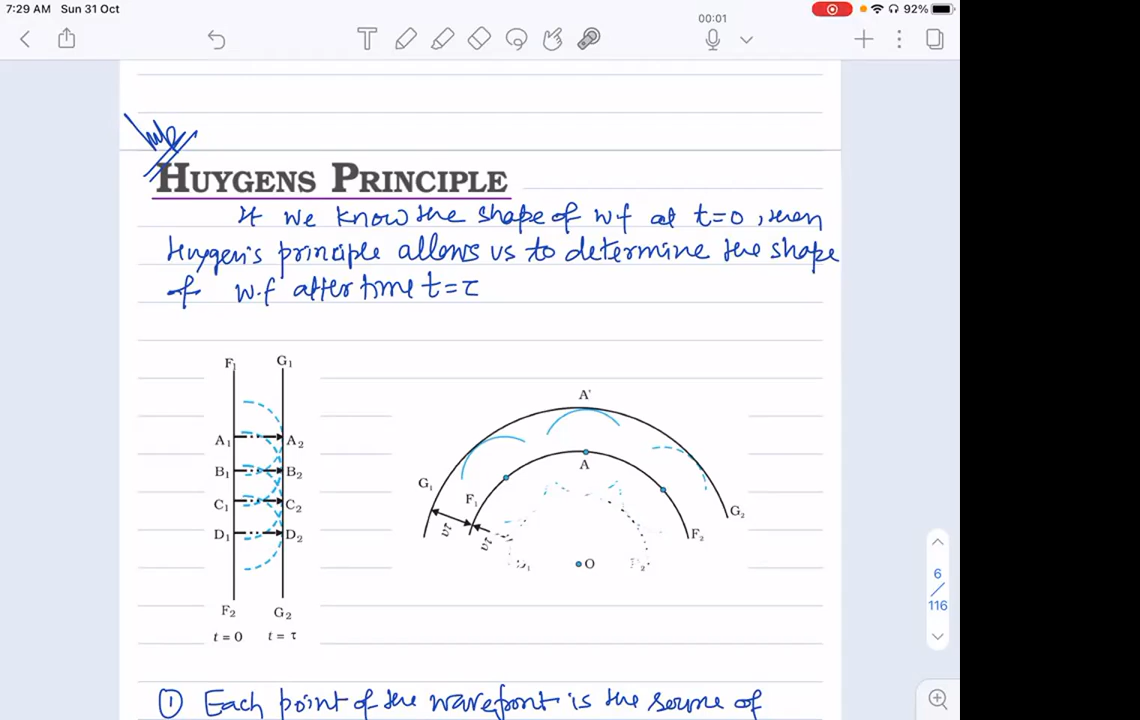 7:29 AM Sun 31 Oct
92%
00:01
Imp
HUYGENS PRINCIPLE
If we know the shape of wf at t=0, then
Huygen's principle allows us to determine the shape
of w.f after time t=τ
F₁ G₁
A₁ A₂
B₁ B₂
C₁ C₂
D₁ D₂
F₂ G₂
t = 0 t = τ
A'
A
G₁
F₁
G₂
F₂
vτ
vτ
O
6
/
116
① Each point of the wavefront is the source of